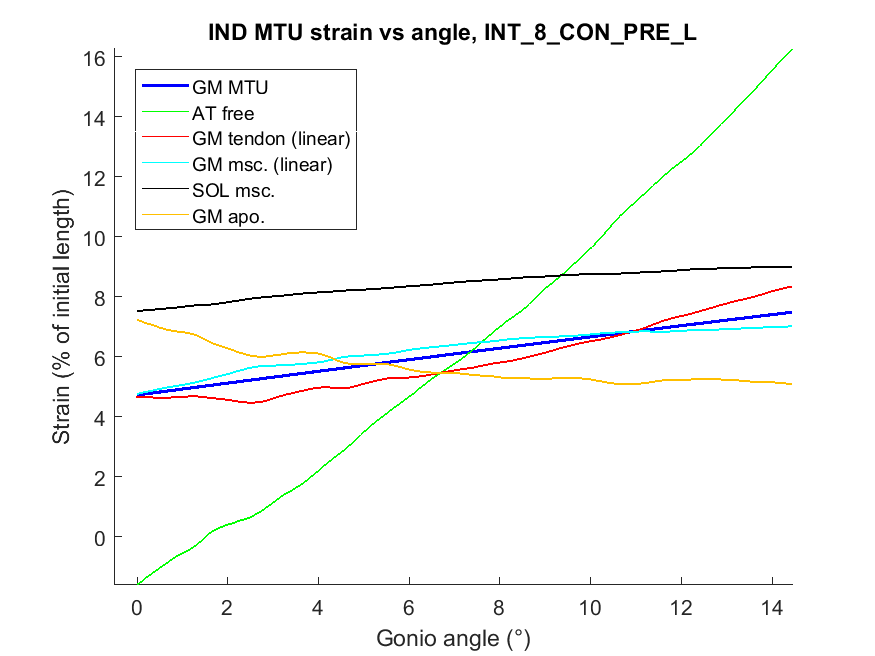 IND MTU strain vs angle, INT_8_CON_PRE_L
16
14
12
10
8
6
4
2
0
Strain (% of initial length)
GM MTU
AT free
GM tendon (linear)
GM msc. (linear)
SOL msc.
GM apo.
0 2 4 6 8 10 12 14
Gonio angle (°)